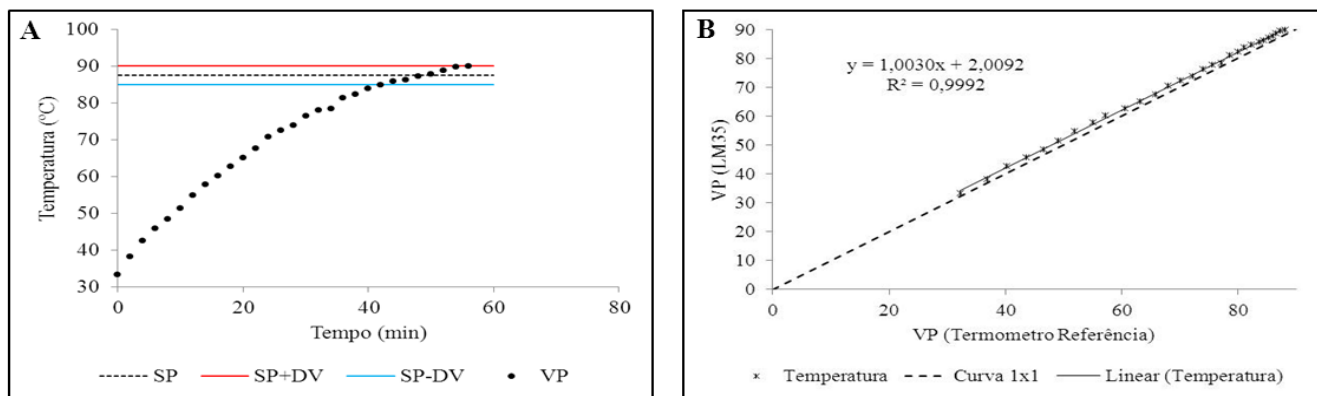 A
100
90
80
70
60
50
40
30
Temperatura (ºC)
0 20 40 60 80
Tempo (min)
SP SP+DV SP-DV VP
B
90
80
70
60
50
40
30
20
10
0
VP (LM35)
y = 1,0030x + 2,0092
R² = 0,9992
0 20 40 60 80
VP (Termometro Referência)
Temperatura Curva 1x1 Linear (Temperatura)